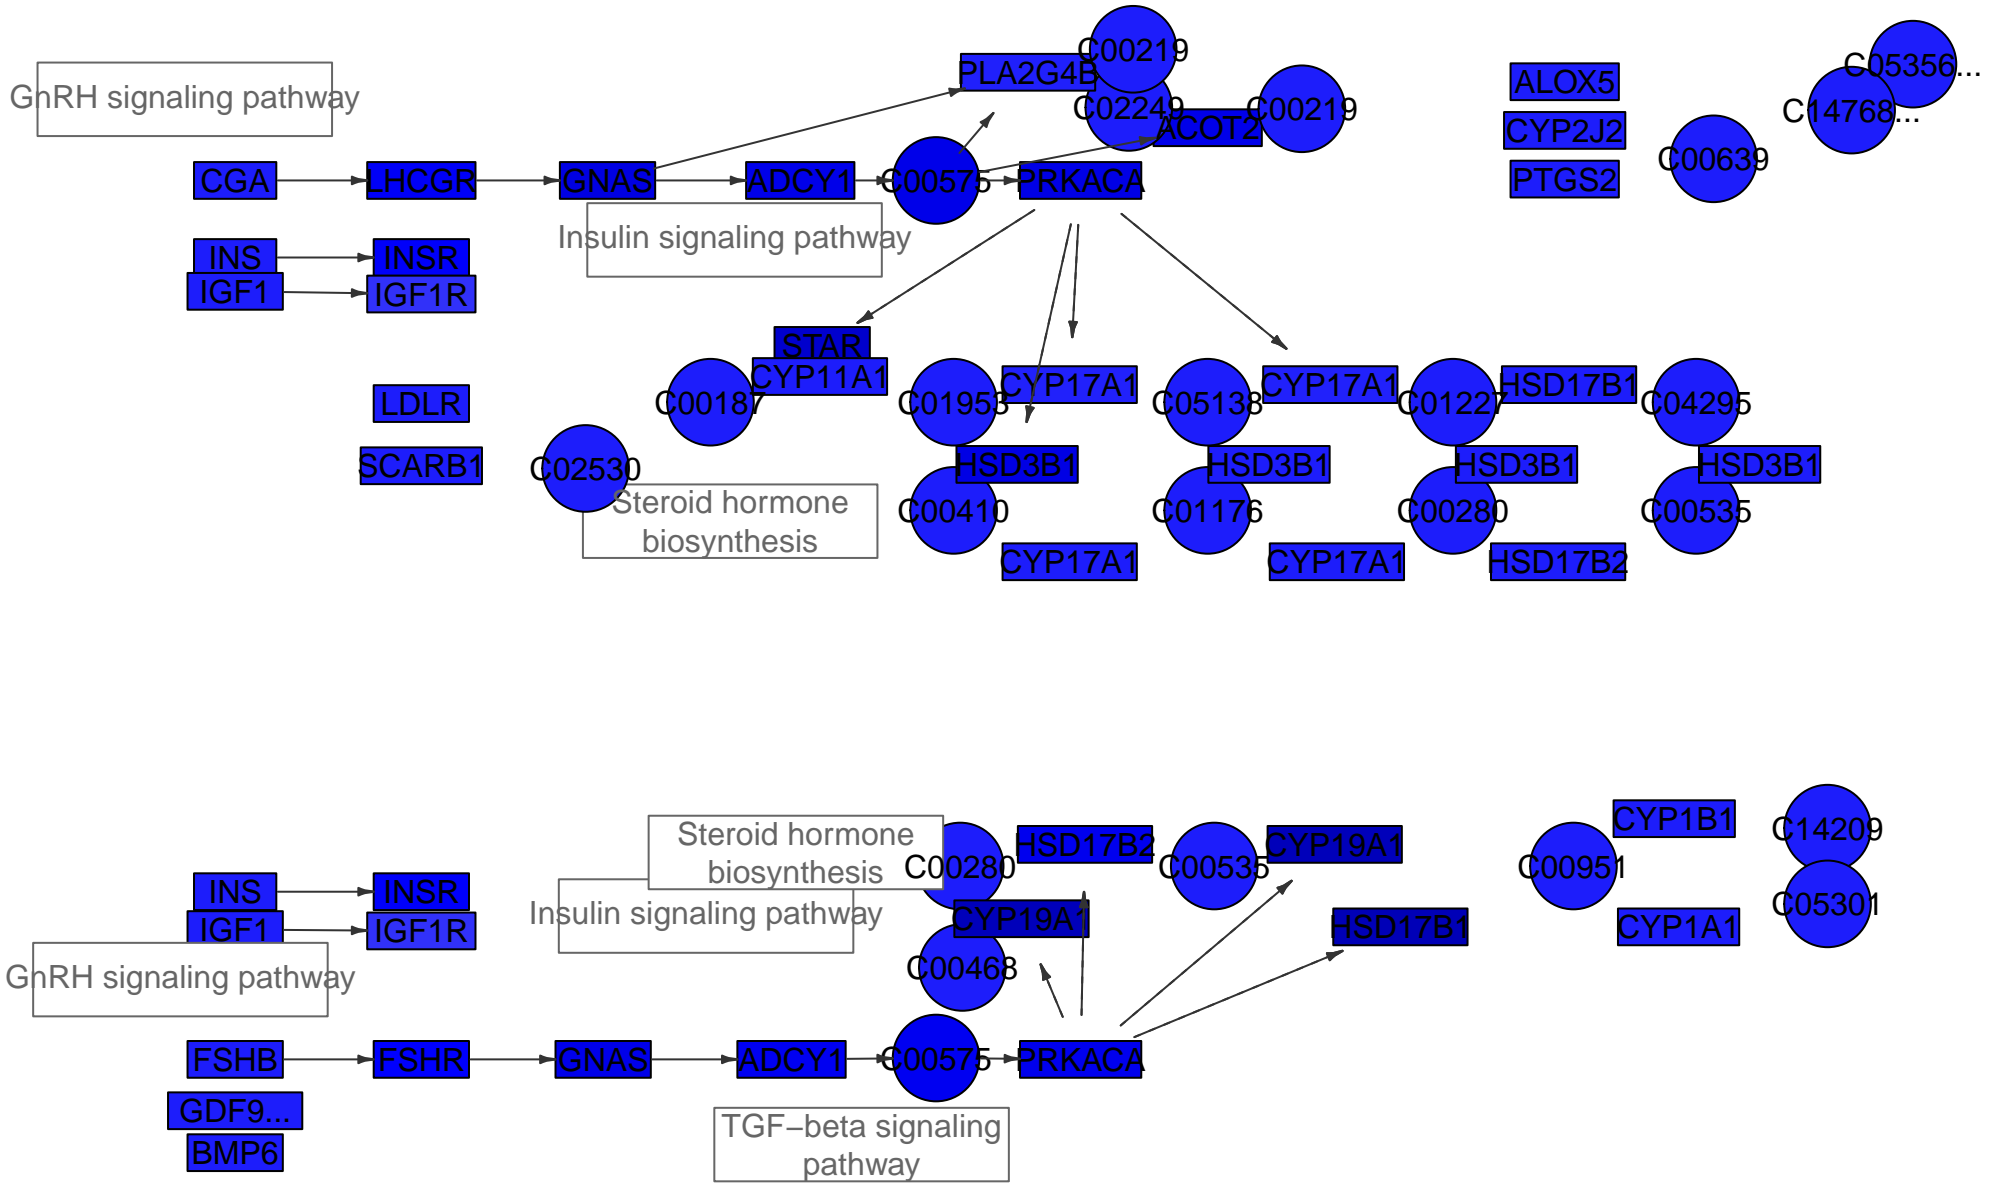 C00219
C05356...
PLA2G4B
ALOX5
GnRH signaling pathway
C02249
C00219
C14768...
ACOT2
CYP2J2
C00639
CGA
LHCGR
GNAS
ADCY1
C00575
PRKACA
PTGS2
Insulin signaling pathway
INS
INSR
IGF1
IGF1R
STAR
CYP11A1
CYP17A1
CYP17A1
HSD17B1
LDLR
C00187
C01953
C05138
C01227
C04295
SCARB1
C02530
HSD3B1
HSD3B1
HSD3B1
HSD3B1
Steroid hormone
biosynthesis
C00410
C01176
C00280
C00535
CYP17A1
CYP17A1
HSD17B2
Steroid hormone
biosynthesis
HSD17B2
CYP19A1
CYP1B1
C14209
C00280
C00535
C00951
INS
INSR
Insulin signaling pathway
CYP19A1
C05301
IGF1
IGF1R
HSD17B1
CYP1A1
GnRH signaling pathway
C00468
FSHB
FSHR
GNAS
ADCY1
C00575
PRKACA
GDF9...
TGF−beta signaling
pathway
BMP6